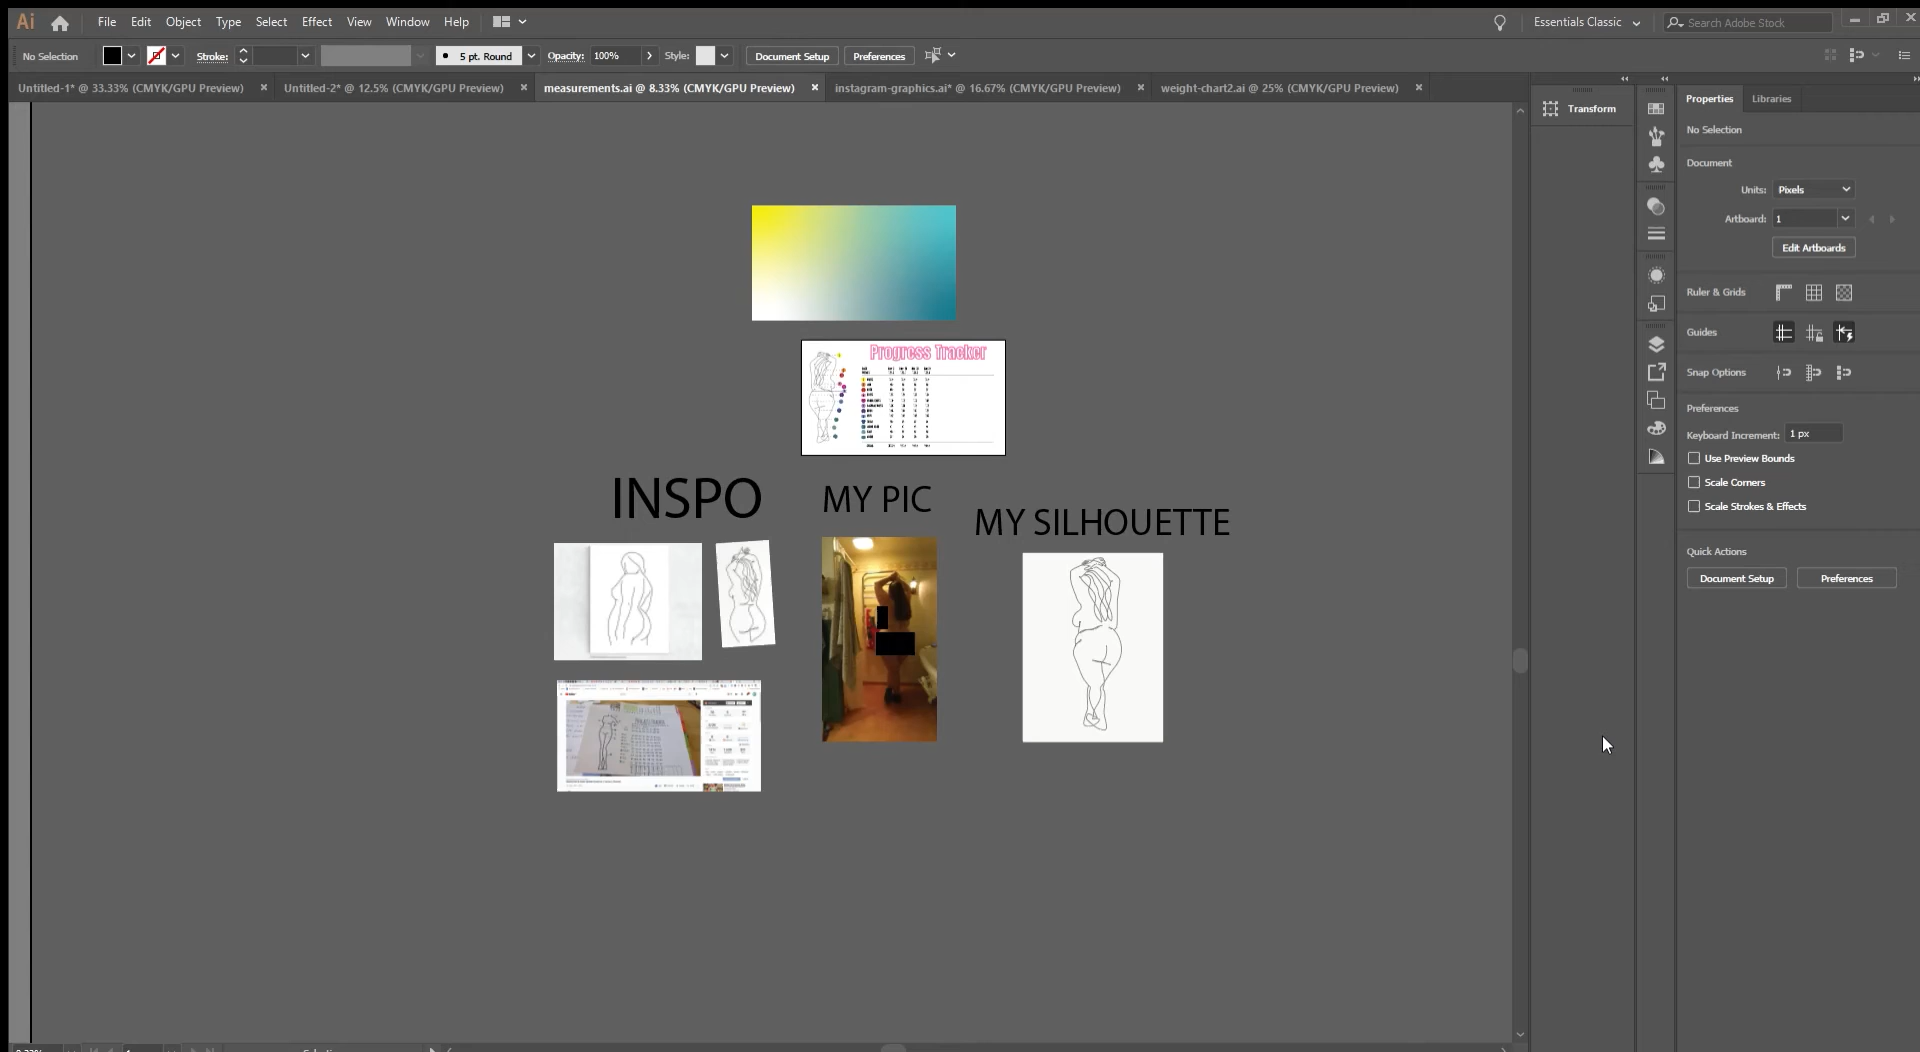 Ai File Edit Object Type Select Effect View Window Help Essentials Classic Search Adobe Stock
No Selection Stroke: 5 pt. Round Opacity: 100% Style: Document Setup Preferences
Untitled-1* @ 33.33% (CMYK/GPU Preview) × Untitled-2* @ 12.5% (CMYK/GPU Preview) × measurements.ai @ 8.33% (CMYK/GPU Preview) × instagram-graphics.ai* @ 16.67% (CMYK/GPU Preview) × weight-chart2.ai @ 25% (CMYK/GPU Preview) ×
Transform
Properties Libraries
No Selection
Document
Units: Pixels
Artboard: 1
Edit Artboards
Ruler & Grids
Guides
Snap Options
Preferences
Keyboard Increment: 1 px
Use Preview Bounds
Scale Corners
Scale Strokes & Effects
Quick Actions
Document Setup Preferences
Progress Tracker
INSPO
MY PIC
MY SILHOUETTE